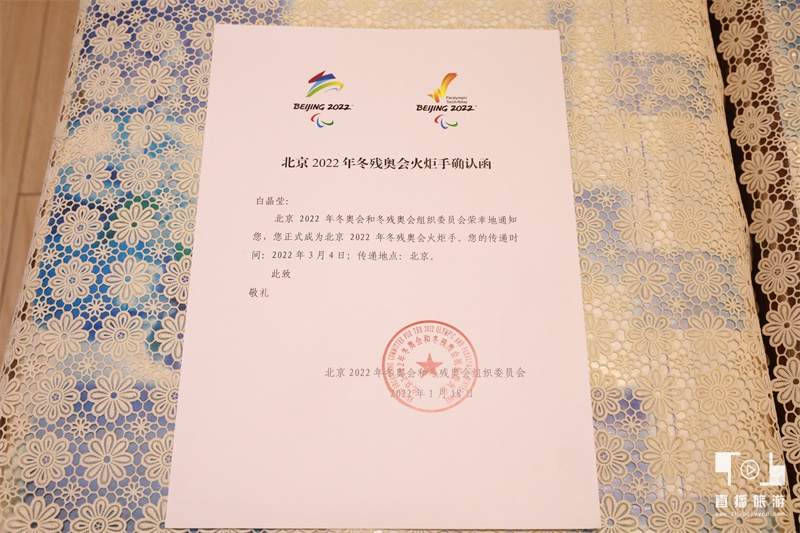 BEIJING 2022
Paralympic
Torch Relay
BEIJING 2022
北京 2022 年冬残奥会火炬手确认函
白晶莹：
北京 2022 年冬奥会和冬残奥会组织委员会荣幸地通知
您，您正式成为北京 2022 年冬残奥会火炬手。您的传递时
间：2022 年 3 月 4 日；传递地点：北京。
此致
敬礼
北京 2022 年冬奥会和冬残奥会组织委员会
2022 年 1 月 18 日
直播旅游